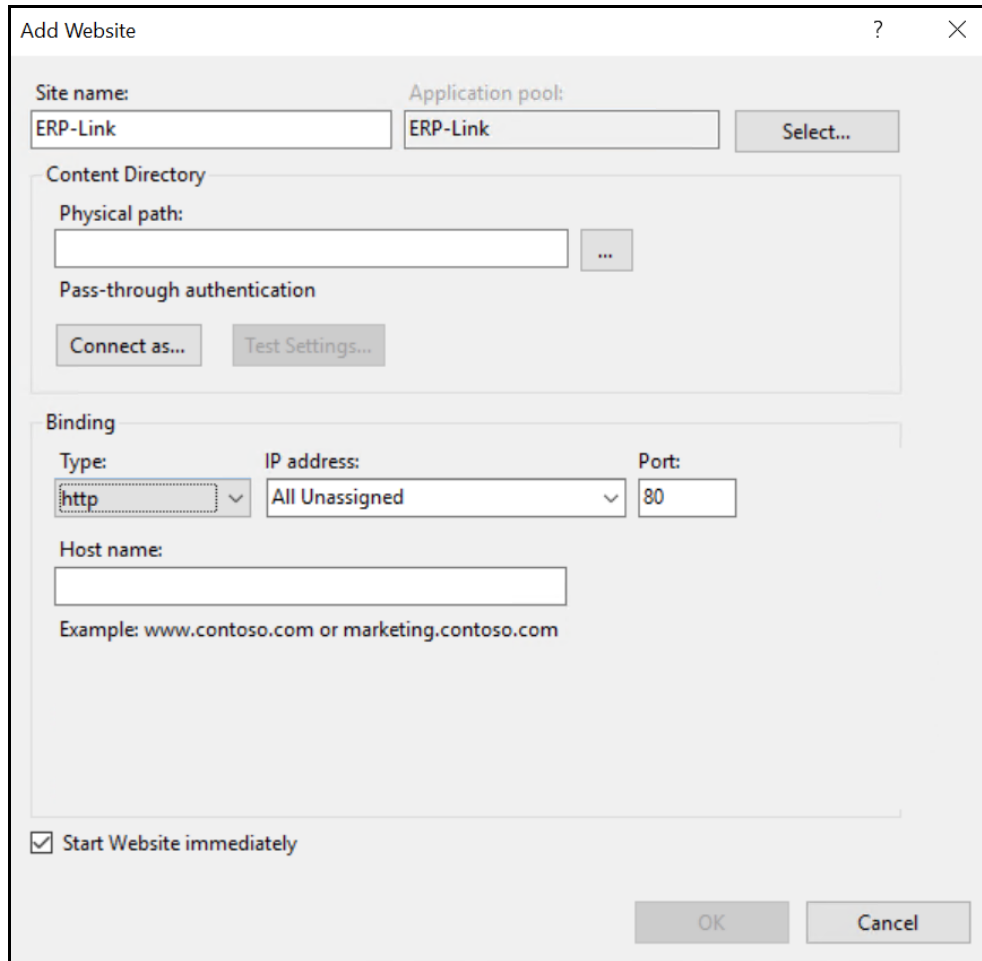 Add Website ?
Site name: Application pool:
ERP-Link ERP-Link Select...
Content Directory
Physical path:
...
Pass-through authentication
Connect as... Test Settings...
Binding
Type: IP address: Port:
http All Unassigned 80
Host name:
Example: www.contoso.com or marketing.contoso.com
Start Website immediately
OK Cancel